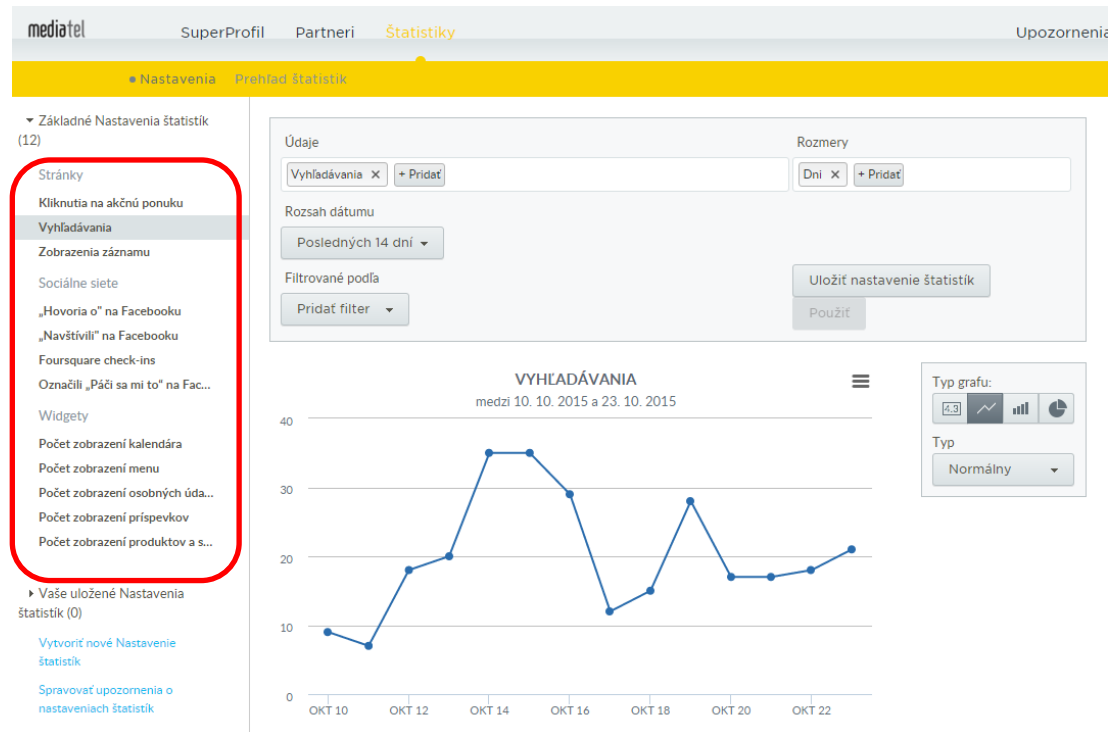 mediatel
SuperProfil Partneri Štatistiky Upozornenia
Nastavenia Prehľad štatistik
Základné Nastavenia štatistík
(12)
Stránky
Kliknutia na akčnú ponuku
Vyhľadávania
Zobrazenia záznamu
Sociálne siete
„Hovoria o" na Facebooku
„Navštívili" na Facebooku
Foursquare check-ins
Označili „Páči sa mi to" na Fac...
Widgety
Počet zobrazení kalendára
Počet zobrazení menu
Počet zobrazení osobných úda...
Počet zobrazení príspevkov
Počet zobrazení produktov a s...
Vaše uložené Nastavenia
štatistík (0)
Vytvoriť nové Nastavenie
štatistík
Spravovať upozornenia o
nastaveniach štatistík
Údaje Rozmery
Vyhľadávania × + Pridať Dni × + Pridať
Rozsah dátumu
Posledných 14 dní
Filtrované podľa
Pridať filter
Uložiť nastavenie štatistík
Použiť
VYHĽADÁVANIA
medzi 10. 10. 2015 a 23. 10. 2015
40
30
20
10
0
OKT 10 OKT 12 OKT 14 OKT 16 OKT 18 OKT 20 OKT 22
Typ grafu:
4.3
Typ
Normálny